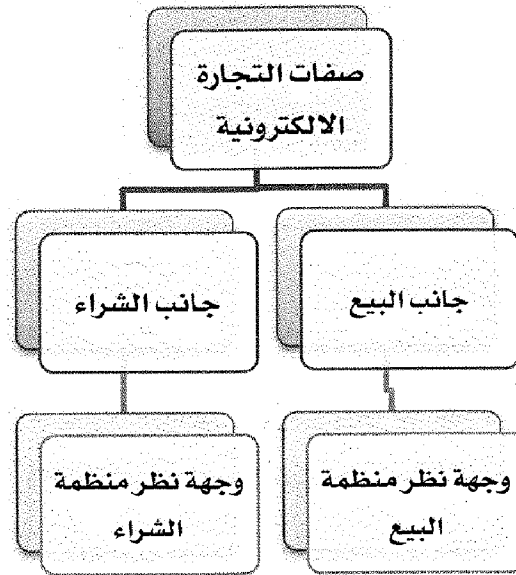 صفات التجارة
الالكترونية
جانب البيع
جانب الشراء
وجهة نظر منظمة
البيع
وجهة نظر منظمة
الشراء